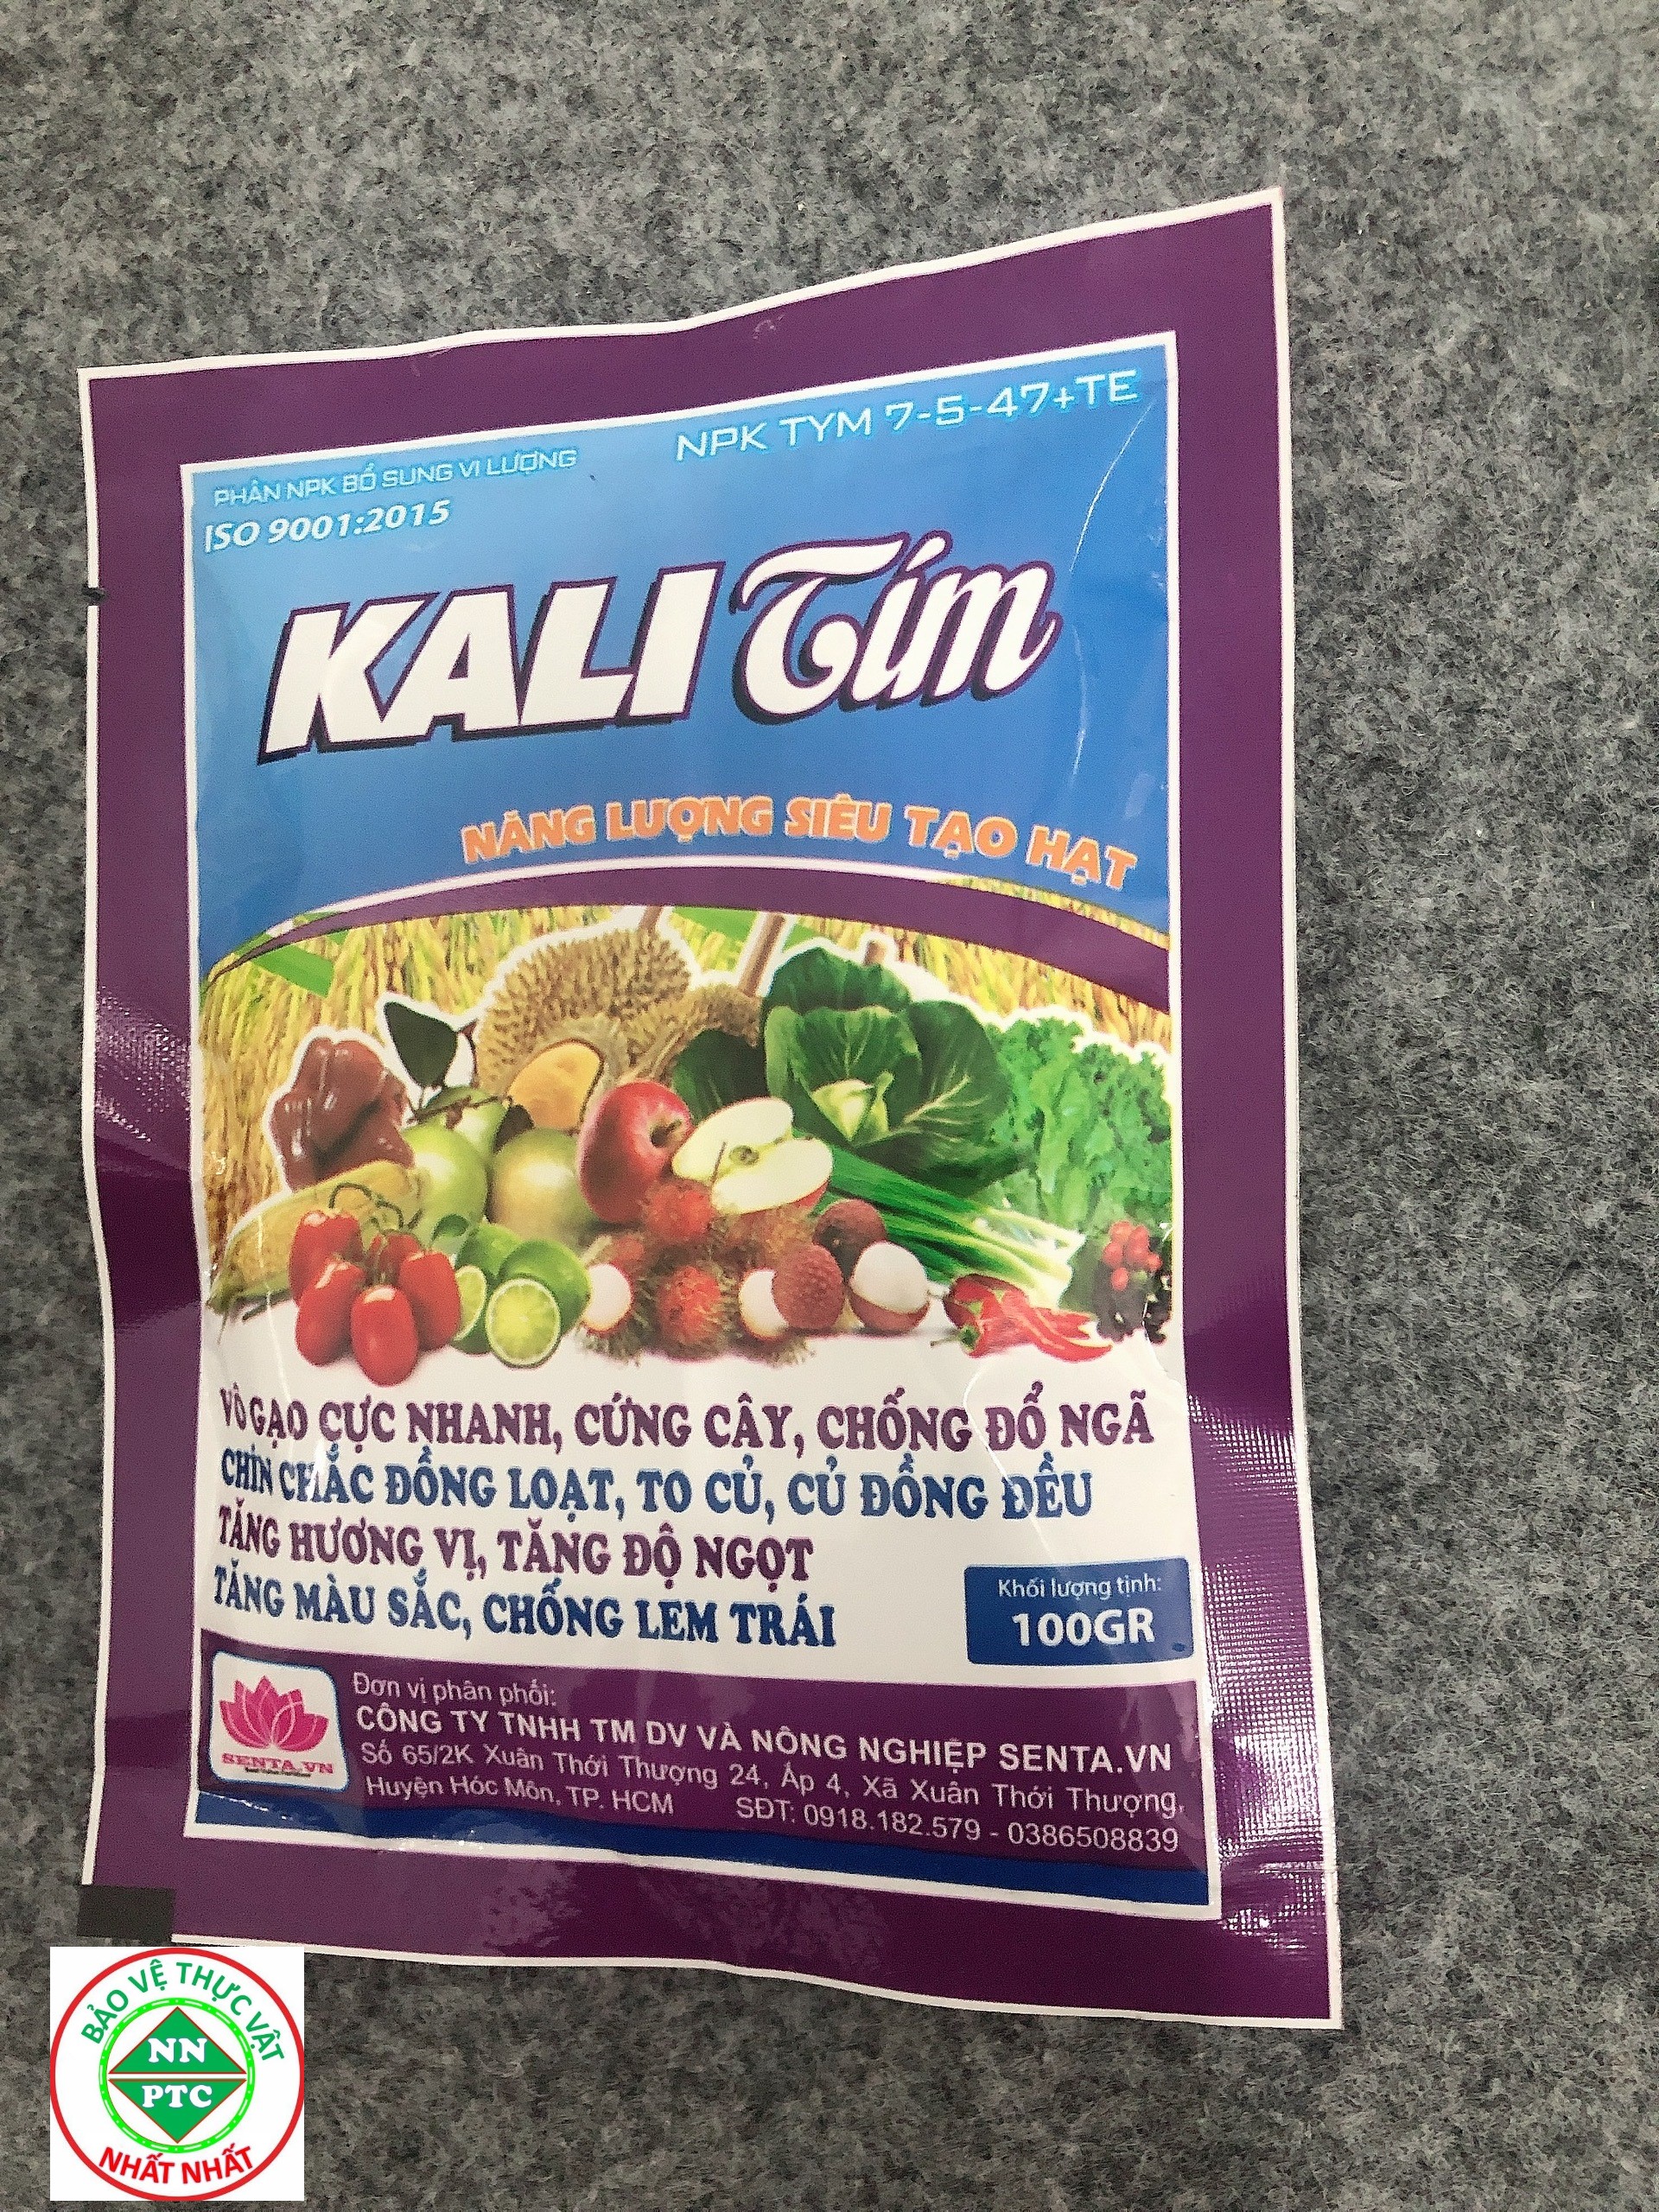 PHÂN NPK BỔ SUNG VI LƯỢNG
NPK TYM 7-5-47+TE
ISO 9001:2015
KALI Tím
NĂNG LƯỢNG SIÊU TẠO HẠT
VÔ GẠO CỰC NHANH, CỨNG CÂY, CHỐNG ĐỔ NGÃ
CHÍN CHẮC ĐỒNG LOẠT, TO CỦ, CỦ ĐỒNG ĐỀU
TĂNG HƯƠNG VỊ, TĂNG ĐỘ NGỌT
TĂNG MÀU SẮC, CHỐNG LEM TRÁI
Khối lượng tịnh:
100GR
SENTA.VN
Đơn vị phân phối:
CÔNG TY TNHH TM DV VÀ NÔNG NGHIỆP SENTA.VN
Số 65/2K Xuân Thới Thượng 24, Ấp 4, Xã Xuân Thới Thượng,
Huyện Hóc Môn, TP. HCM SĐT: 0918.182.579 - 0386508839
BẢO VỆ THỰC VẬT
NN
PTC
NHẤT NHẤT